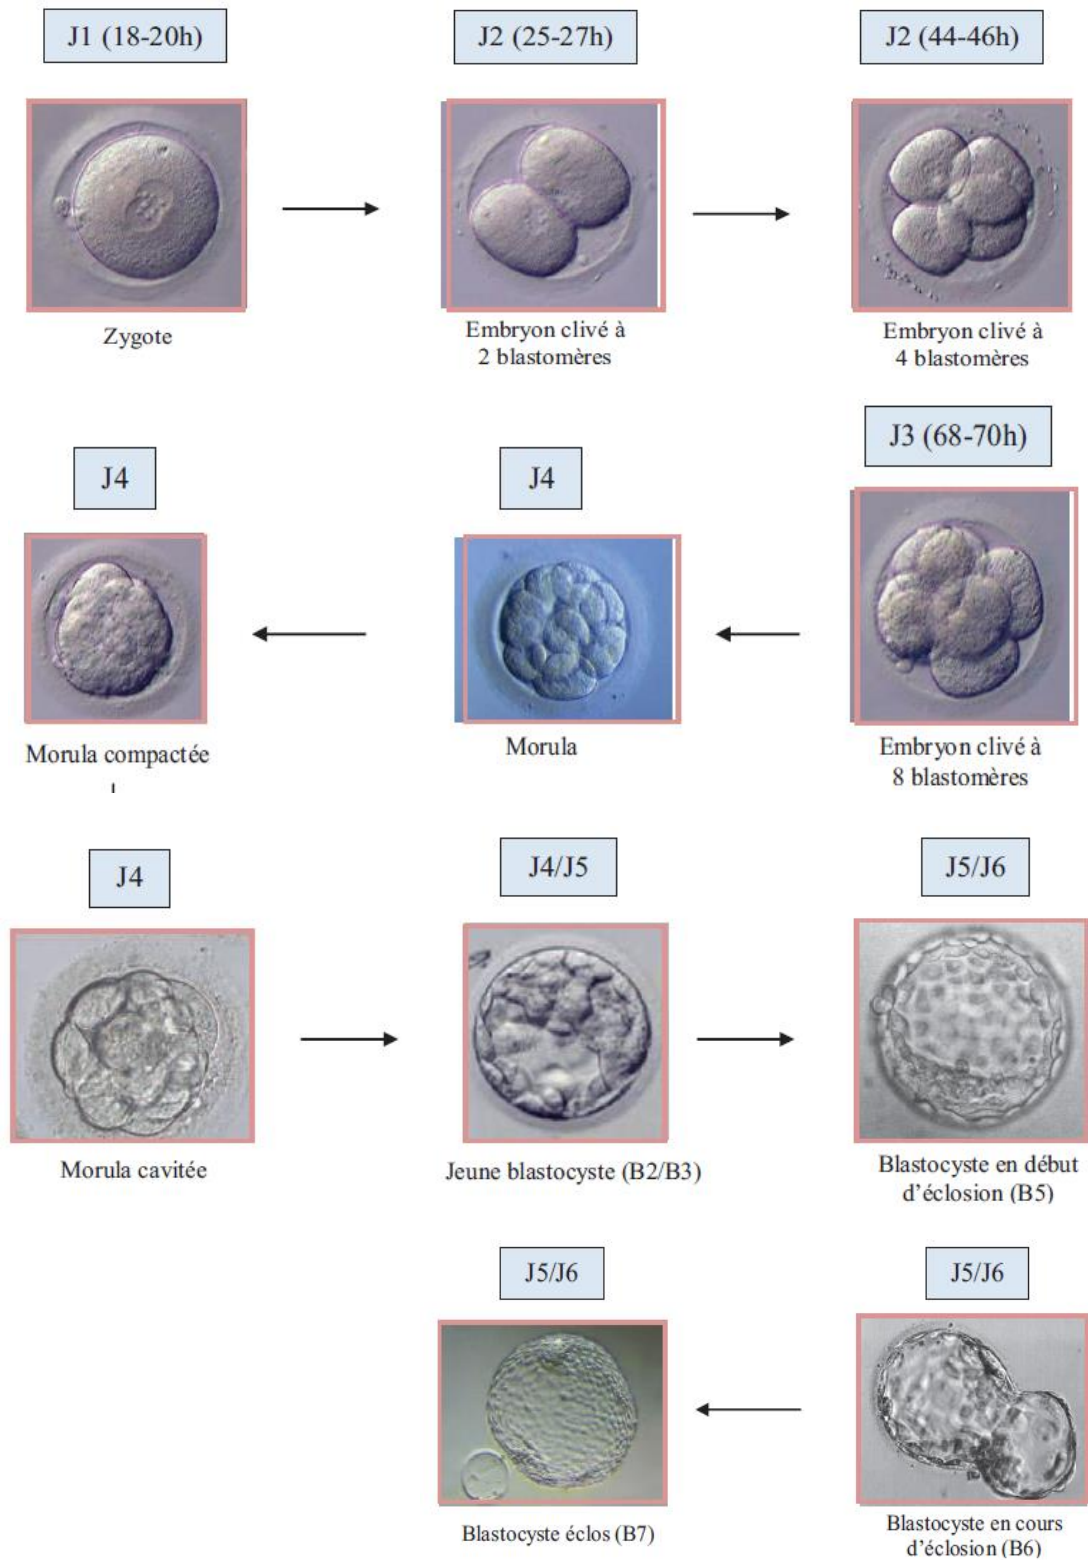 J1 (18-20h)
J2 (25-27h)
J2 (44-46h)
Zygote
Embryon clivé à
2 blastomères
Embryon clivé à
4 blastomères
J3 (68-70h)
J4
J4
Morula compactée
Morula
Embryon clivé à
8 blastomères
J4
J4/J5
J5/J6
Morula cavitée
Jeune blastocyste (B2/B3)
Blastocyste en début
d'éclosion (B5)
J5/J6
J5/J6
Blastocyste éclos (B7)
Blastocyste en cours
d'éclosion (B6)